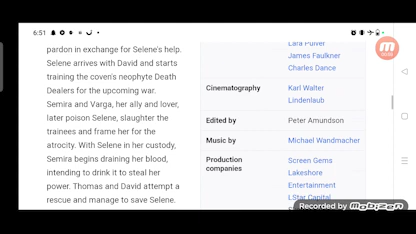 6:51
pardon in exchange for Selene's help.
Selene arrives with David and starts
training the coven's neophyte Death
Dealers for the upcoming war.
Semira and Varga, her ally and lover,
later poison Selene, slaughter the
trainees and frame her for the
atrocity. With Selene in her custody,
Semira begins draining her blood,
intending to drink it to steal her
power. Thomas and David attempt a
rescue and manage to save Selene.
Lara Pulver
James Faulkner
Charles Dance
Cinematography
Karl Walter
Lindenlaub
Edited by
Peter Amundson
Music by
Michael Wandmacher
Production
companies
Screen Gems
Lakeshore
Entertainment
LStar Capital
Recorded by Mobizen